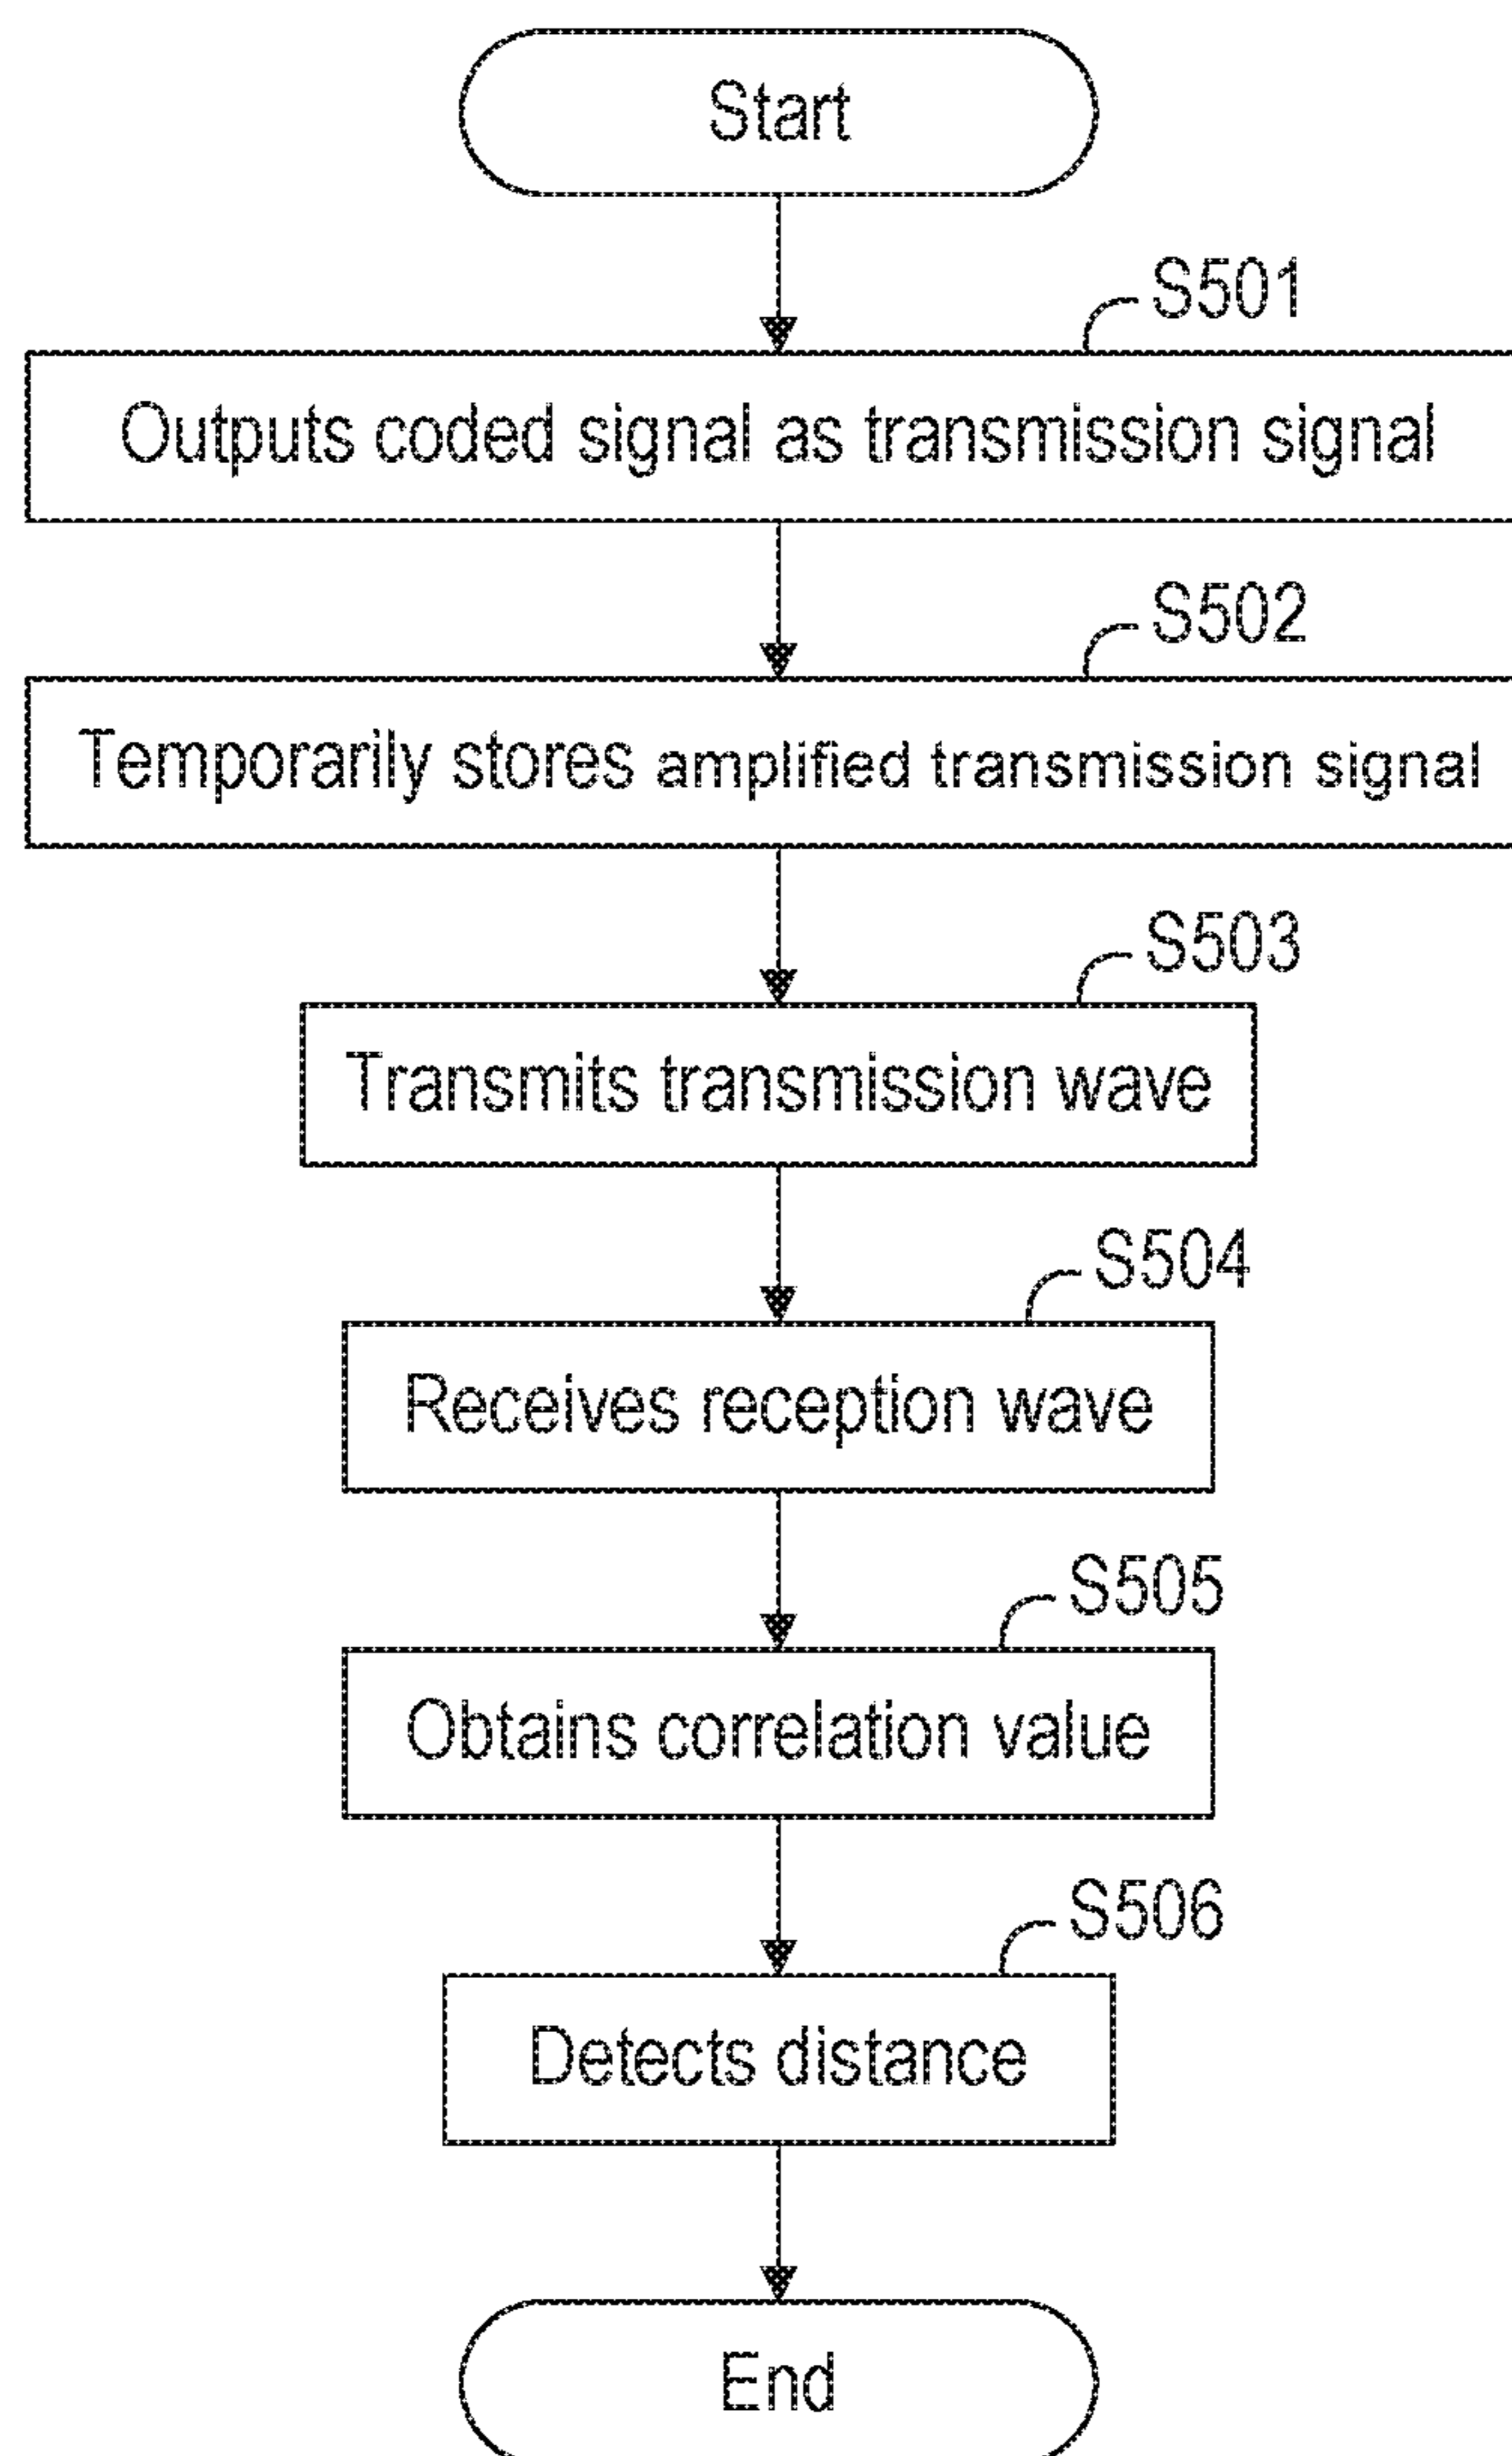 Start
S501
Outputs coded signal as transmission signal
S502
Temporarily stores amplified transmission signal
S503
Transmits transmission wave
S504
Receives reception wave
S505
Obtains correlation value
S506
Detects distance
End